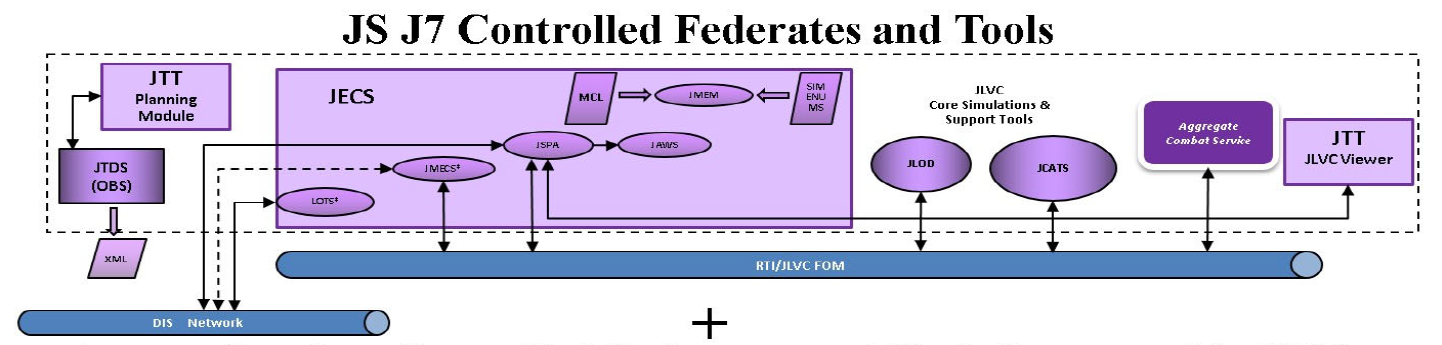 JS J7 Controlled Federates and Tools
JTT
Planning
Module
JTDS
(OBS)
XML
JECS
MCL
JMEM
SIM
ENU
MS
JSPA
JAWS
JMECS‡
LOTS‡
JLVC
Core Simulations &
Support Tools
JLOD
JCATS
Aggregate
Combat Service
JTT
JLVC Viewer
RTI/JLVC FOM
DIS Network
+